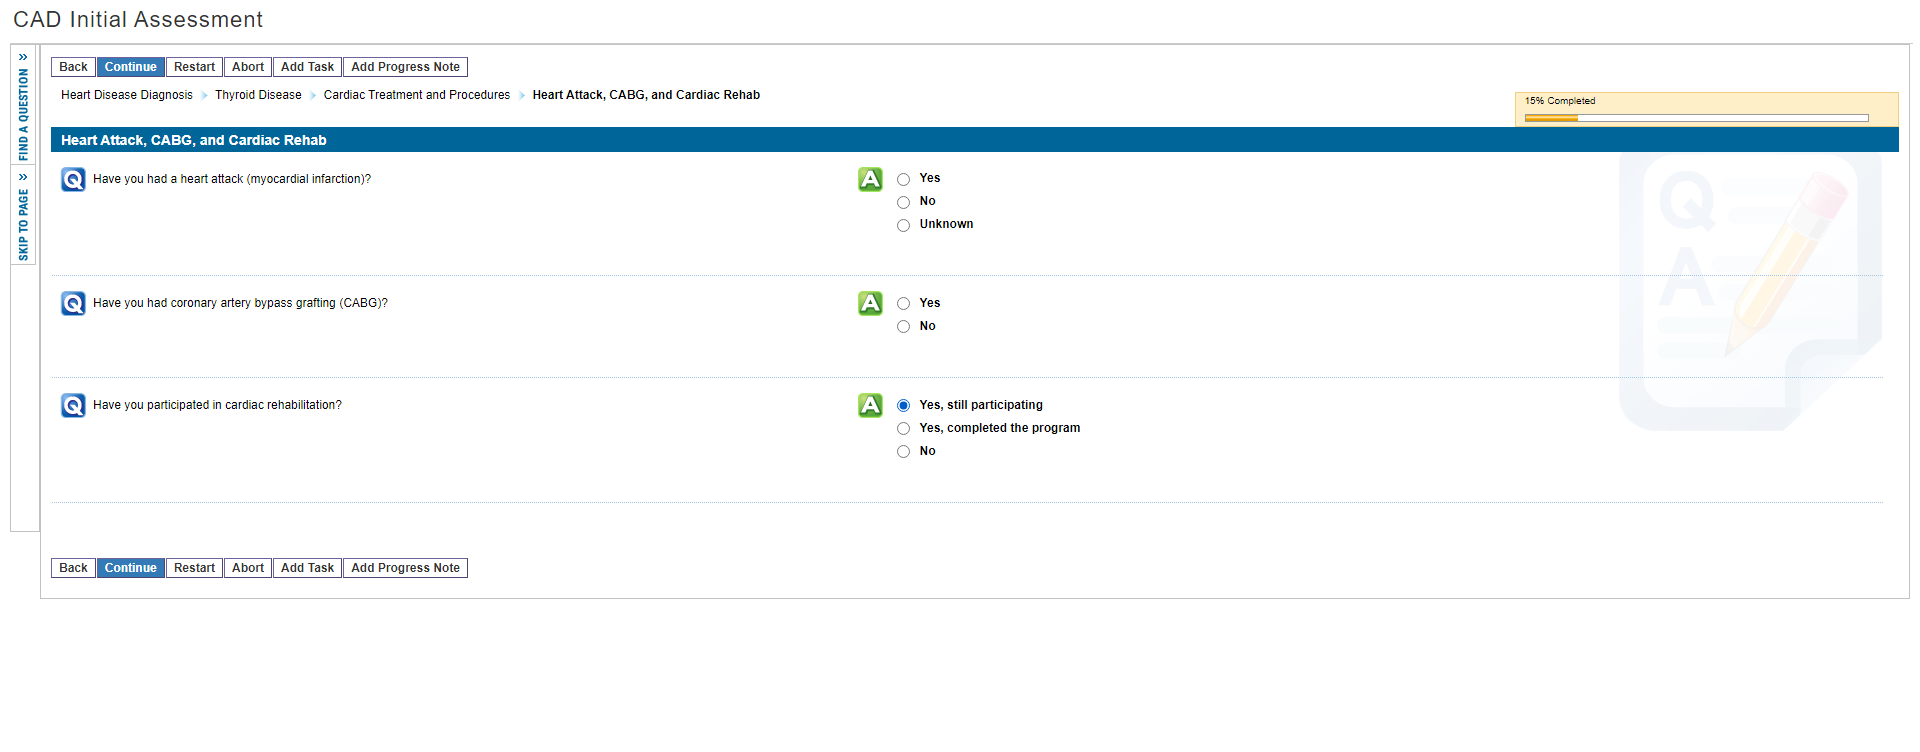 CAD Initial Assessment
» FIND A QUESTION
» SKIP TO PAGE
Back Continue Restart Abort Add Task Add Progress Note
Heart Disease Diagnosis Thyroid Disease Cardiac Treatment and Procedures Heart Attack, CABG, and Cardiac Rehab
15% Completed
Heart Attack, CABG, and Cardiac Rehab
Q Have you had a heart attack (myocardial infarction)?
A Yes
No
Unknown
Q Have you had coronary artery bypass grafting (CABG)?
A Yes
No
Q Have you participated in cardiac rehabilitation?
A Yes, still participating
Yes, completed the program
No
Q
A
Back Continue Restart Abort Add Task Add Progress Note